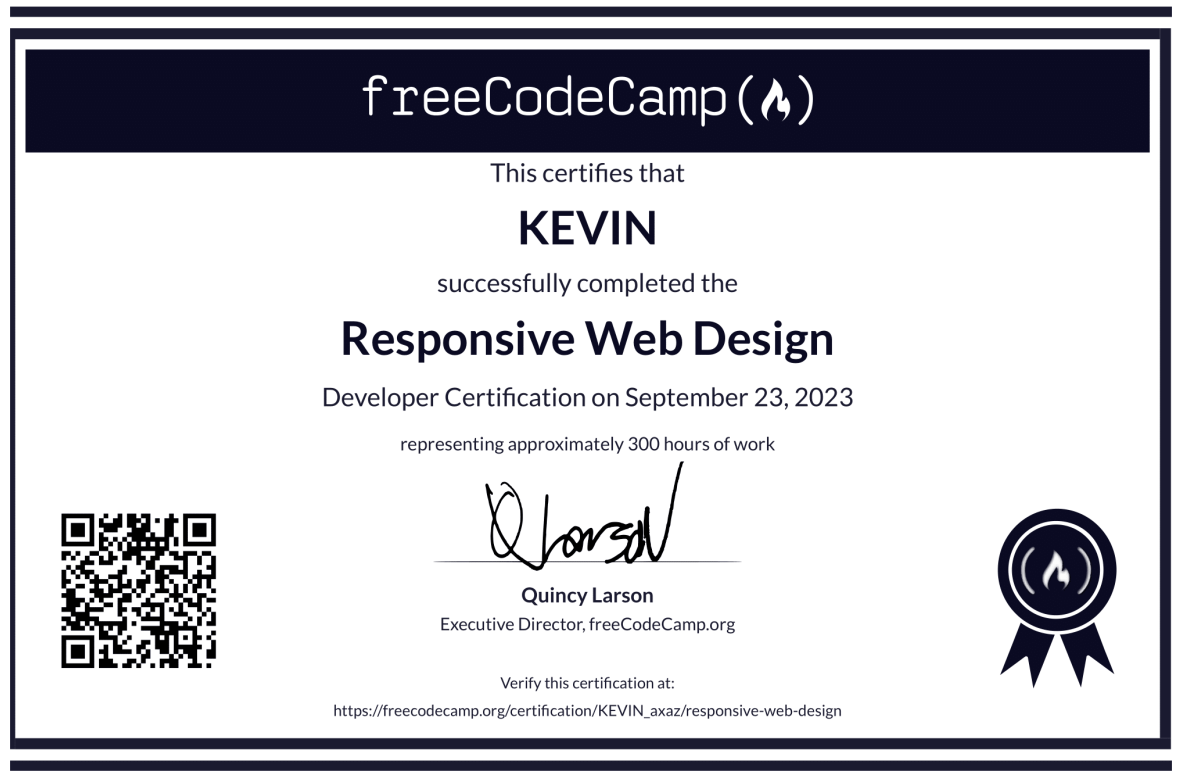 freeCodeCamp
This certifies that
KEVIN
successfully completed the
Responsive Web Design
Developer Certification on September 23, 2023
representing approximately 300 hours of work
Q Larson
Quincy Larson
Executive Director, freeCodeCamp.org
Verify this certification at:
https://freecodecamp.org/certification/KEVIN_axaz/responsive-web-design